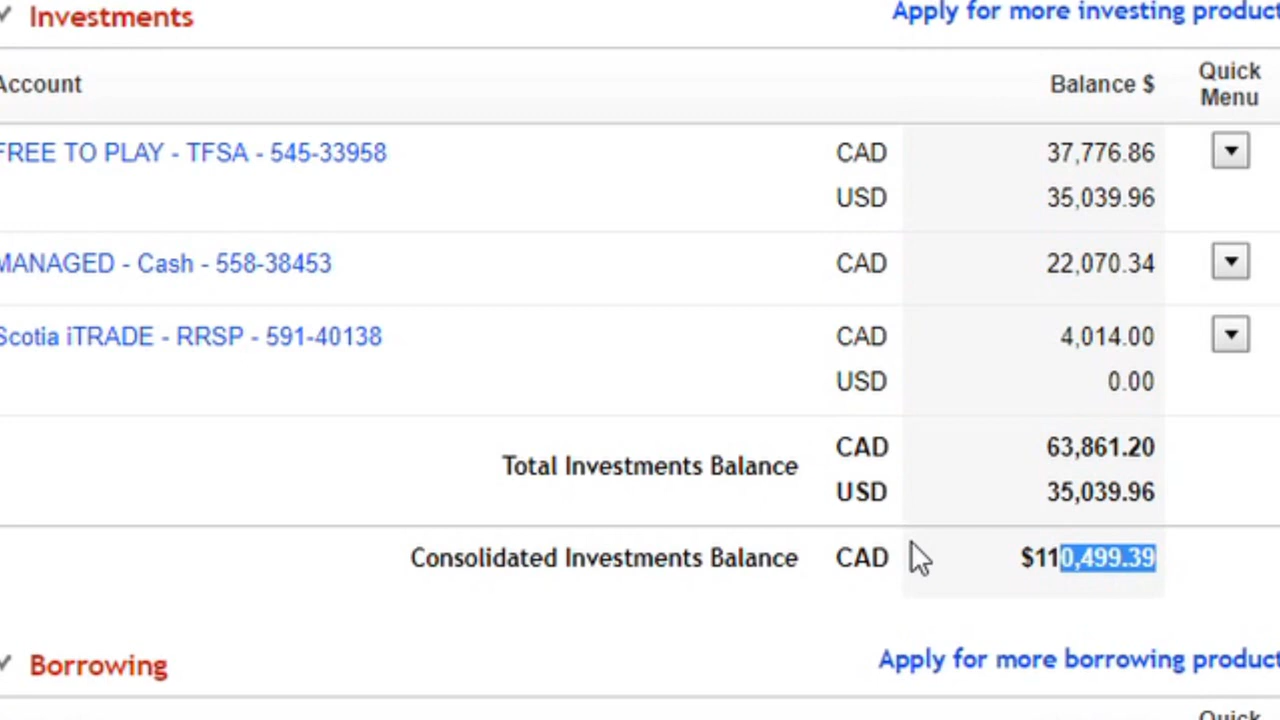 Investments
Apply for more investing product
Account
Balance $
Quick
Menu
FREE TO PLAY - TFSA - 545-33958
CAD
37,776.86
USD
35,039.96
MANAGED - Cash - 558-38453
CAD
22,070.34
Scotia iTRADE - RRSP - 591-40138
CAD
4,014.00
USD
0.00
Total Investments Balance
CAD
63,861.20
USD
35,039.96
Consolidated Investments Balance
CAD
$110,499.39
Borrowing
Apply for more borrowing product
Quick